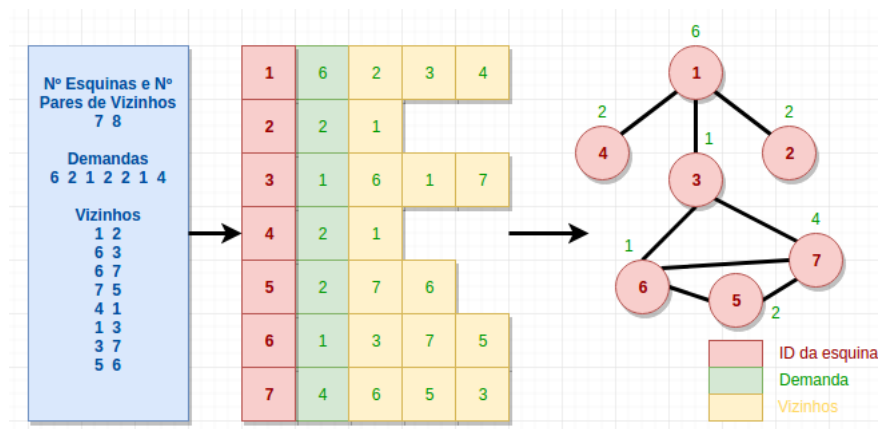 Nº Esquinas e Nº
Pares de Vizinhos
7 8
Demandas
6 2 1 2 2 1 4
Vizinhos
1 2
6 3
6 7
7 5
4 1
1 3
3 7
5 6
1 6 2 3 4
2 2 1
3 1 6 1 7
4 2 1
5 2 7 6
6 1 3 7 5
7 4 6 5 3
6
1
2 2
4 1 2
3
4
1
7
6 5
2
ID da esquina
Demanda
Vizinhos